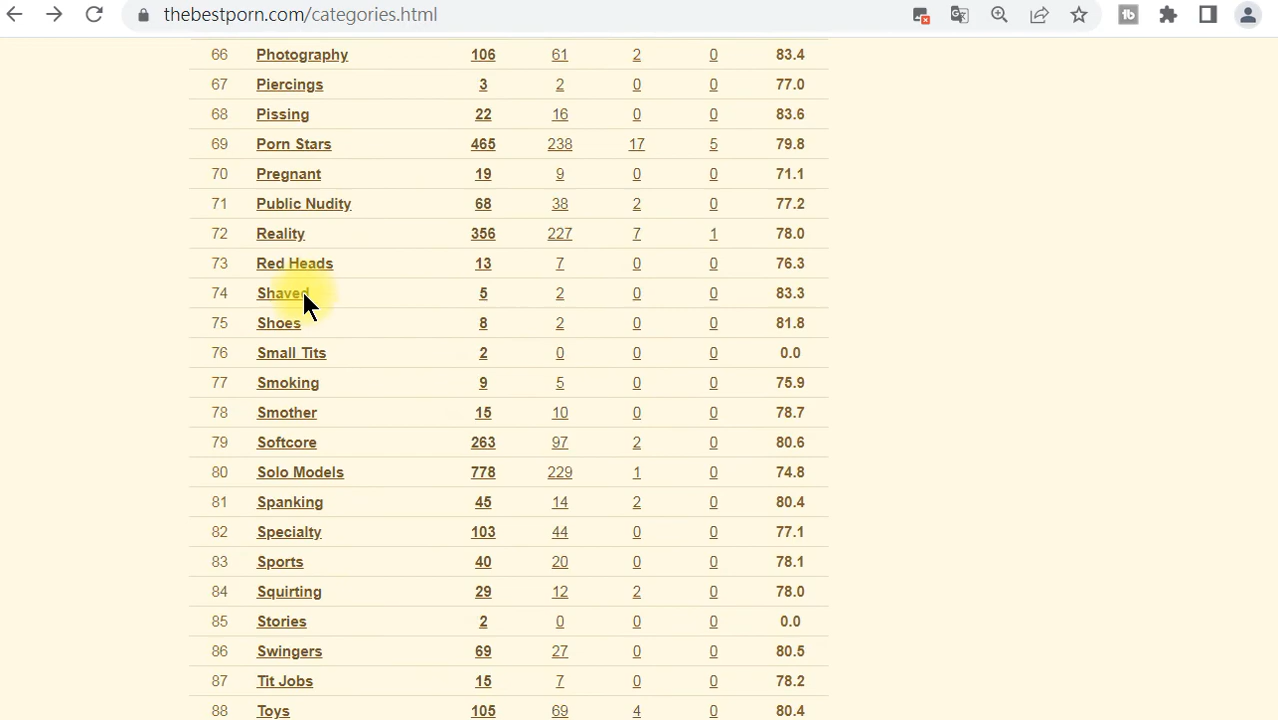 thebestporn.com/categories.html
66 Photography 106 61 2 0 83.4
67 Piercings 3 2 0 0 77.0
68 Pissing 22 16 0 0 83.6
69 Porn Stars 465 238 17 5 79.8
70 Pregnant 19 9 0 0 71.1
71 Public Nudity 68 38 2 0 77.2
72 Reality 356 227 7 1 78.0
73 Red Heads 13 7 0 0 76.3
74 Shaved 5 2 0 0 83.3
75 Shoes 8 2 0 0 81.8
76 Small Tits 2 0 0 0 0.0
77 Smoking 9 5 0 0 75.9
78 Smother 15 10 0 0 78.7
79 Softcore 263 97 2 0 80.6
80 Solo Models 778 229 1 0 74.8
81 Spanking 45 14 2 0 80.4
82 Specialty 103 44 0 0 77.1
83 Sports 40 20 0 0 78.1
84 Squirting 29 12 2 0 78.0
85 Stories 2 0 0 0 0.0
86 Swingers 69 27 0 0 80.5
87 Tit Jobs 15 7 0 0 78.2
88 Toys 105 69 4 0 80.4